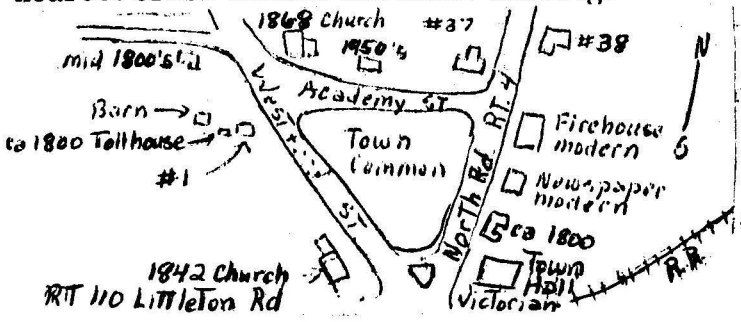 1868 Church
#37
1950's
#38
mid 1800's
N
Academy ST
RT. 4
Barn
West
ca 1800 Tollhouse
Town
Common
Firehouse
modern
S
#1
Newspaper
modern
North Rd
ST
ca 1800
1842 Church
RTT 110 Littleton Rd
Town
Hall
Victorian
R.R.